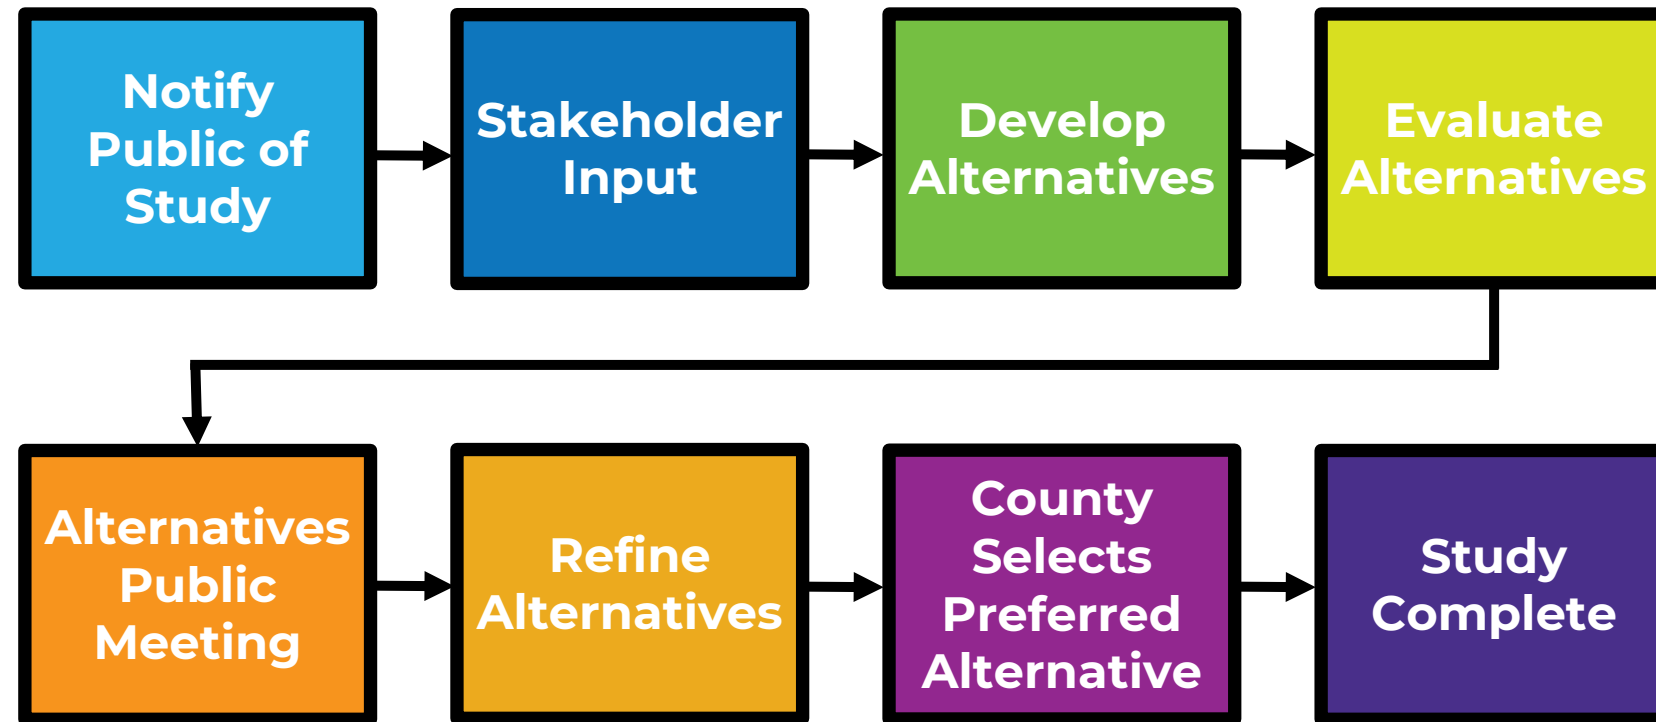 Notify
Public of
Study
Stakeholder
Input
Develop
Alternatives
Evaluate
Alternatives
Alternatives
Public
Meeting
Refine
Alternatives
County
Selects
Preferred
Alternative
Study
Complete